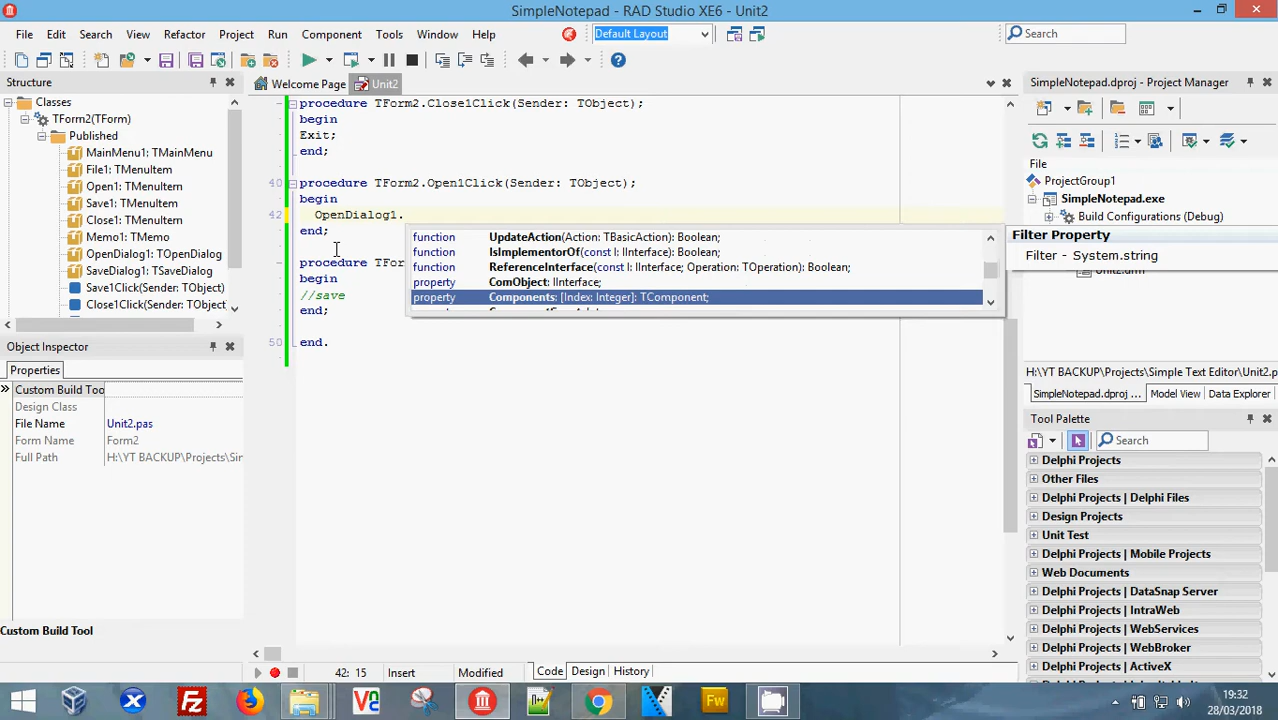 SimpleNotepad - RAD Studio XE6 - Unit2
File Edit Search View Refactor Project Run Component Tools Window Help
Default Layout
Search
Structure
Classes
TForm2(TForm)
Published
MainMenu1: TMainMenu
File1: TMenuItem
Open1: TMenuItem
Save1: TMenuItem
Close1: TMenuItem
Memo1: TMemo
OpenDialog1: TOpenDialog
SaveDialog1: TSaveDialog
Save1Click(Sender: TObject)
Close1Click(Sender: TObject)
Object Inspector
Properties
Custom Build Too
Design Class
File Name Unit2.pas
Form Name Form2
Full Path H:\YT BACKUP\Projects\Sir
Custom Build Tool
Welcome Page Unit2
procedure TForm2.Close1Click(Sender: TObject);
begin
Exit;
end;
40 procedure TForm2.Open1Click(Sender: TObject);
begin
42 OpenDialog1.
end;
procedure TFor
begin
//save
end;
50 end.
function UpdateAction(Action: TBasicAction): Boolean;
function IsImplementorOf(const I: IInterface): Boolean;
function ReferenceInterface(const I: IInterface; Operation: TOperation): Boolean;
property ComObject: IInterface;
property Components: [Index: Integer]: TComponent;
42: 15 Insert Modified Code Design History
SimpleNotepad.dproj - Project Manager
File
ProjectGroup1
SimpleNotepad.exe
Build Configurations (Debug)
Filter Property
Filter - System.string
H:\YT BACKUP\Projects\Simple Text Editor\Unit2.p
SimpleNotepad.dproj ... Model View Data Explorer
Tool Palette
Search
Delphi Projects
Other Files
Delphi Projects | Delphi Files
Design Projects
Unit Test
Delphi Projects | Mobile Projects
Web Documents
Delphi Projects | DataSnap Server
Delphi Projects | IntraWeb
Delphi Projects | WebServices
Delphi Projects | WebBroker
Delphi Projects | ActiveX
Fw
19:32
28/03/2018